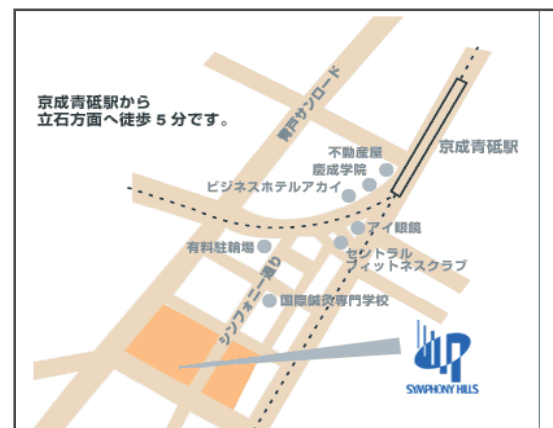 京成青砥駅から
立石方面へ徒歩5分です。
青戸サンロード
不動産屋
慶成学院
ビジネスホテルアカイ
京成青砥駅
アイ眼鏡
セントラル
フィットネスクラブ
有料駐輪場
シンフォニー通り
国際鍼灸専門学校
SYMPHONY HILLS